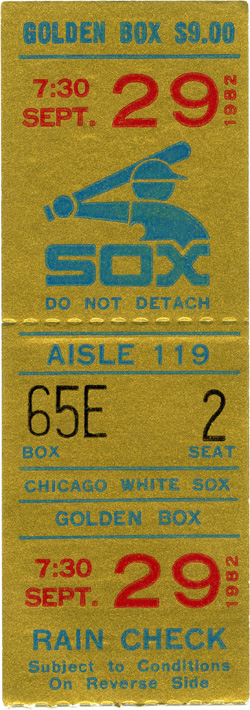 GOLDEN BOX $9.00
7:30 SEPT. 29 1982
SOX
DO NOT DETACH
AISLE 119
65E 2
BOX SEAT
CHICAGO WHITE SOX
GOLDEN BOX
7:30 SEPT. 29 1982
RAIN CHECK
Subject to Conditions
On Reverse Side